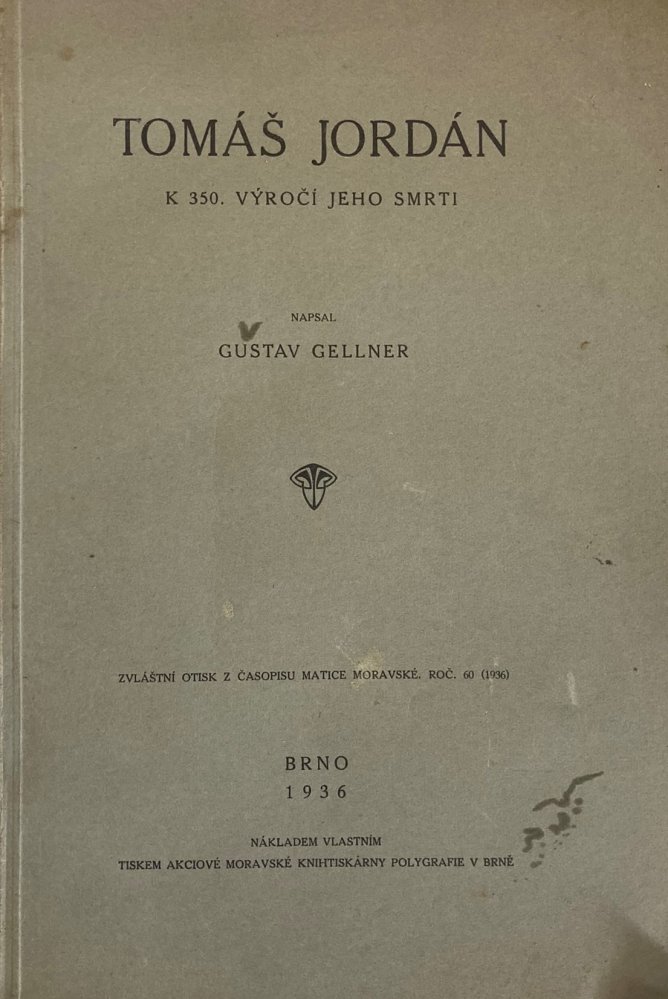 TOMÁŠ JORDÁN
K 350. VÝROČÍ JEHO SMRTI
NAPSAL
GUSTAV GELLNER
ZVLÁŠTNÍ OTISK Z ČASOPISU MATICE MORAVSKÉ. ROČ. 60 (1936)
BRNO
1936
NÁKLADEM VLASTNÍM
TISKEM AKCIOVÉ MORAVSKÉ KNIHTISKÁRNY POLYGRAFIE V BRNĚ